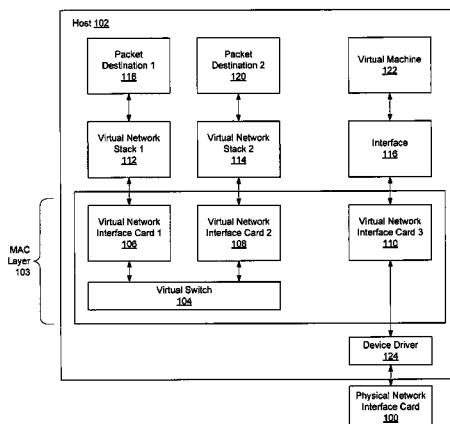 Host 102
Packet
Destination 1
118
Packet
Destination 2
120
Virtual Machine
122
Virtual Network
Stack 1
112
Virtual Network
Stack 2
114
Interface
116
MAC
Layer
103
Virtual Network
Interface Card 1
106
Virtual Network
Interface Card 2
108
Virtual Network
Interface Card 3
110
Virtual Switch
104
Device Driver
124
Physical Network
Interface Card
100